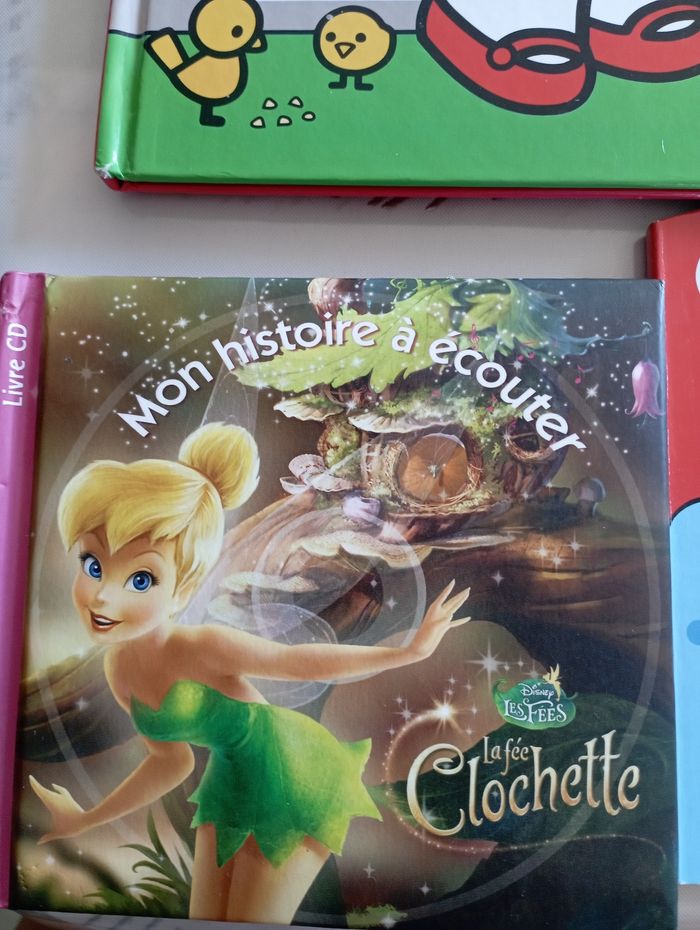 Livre CD
Mon histoire à écouter
Disney
LES FÉES
La fée
Clochette